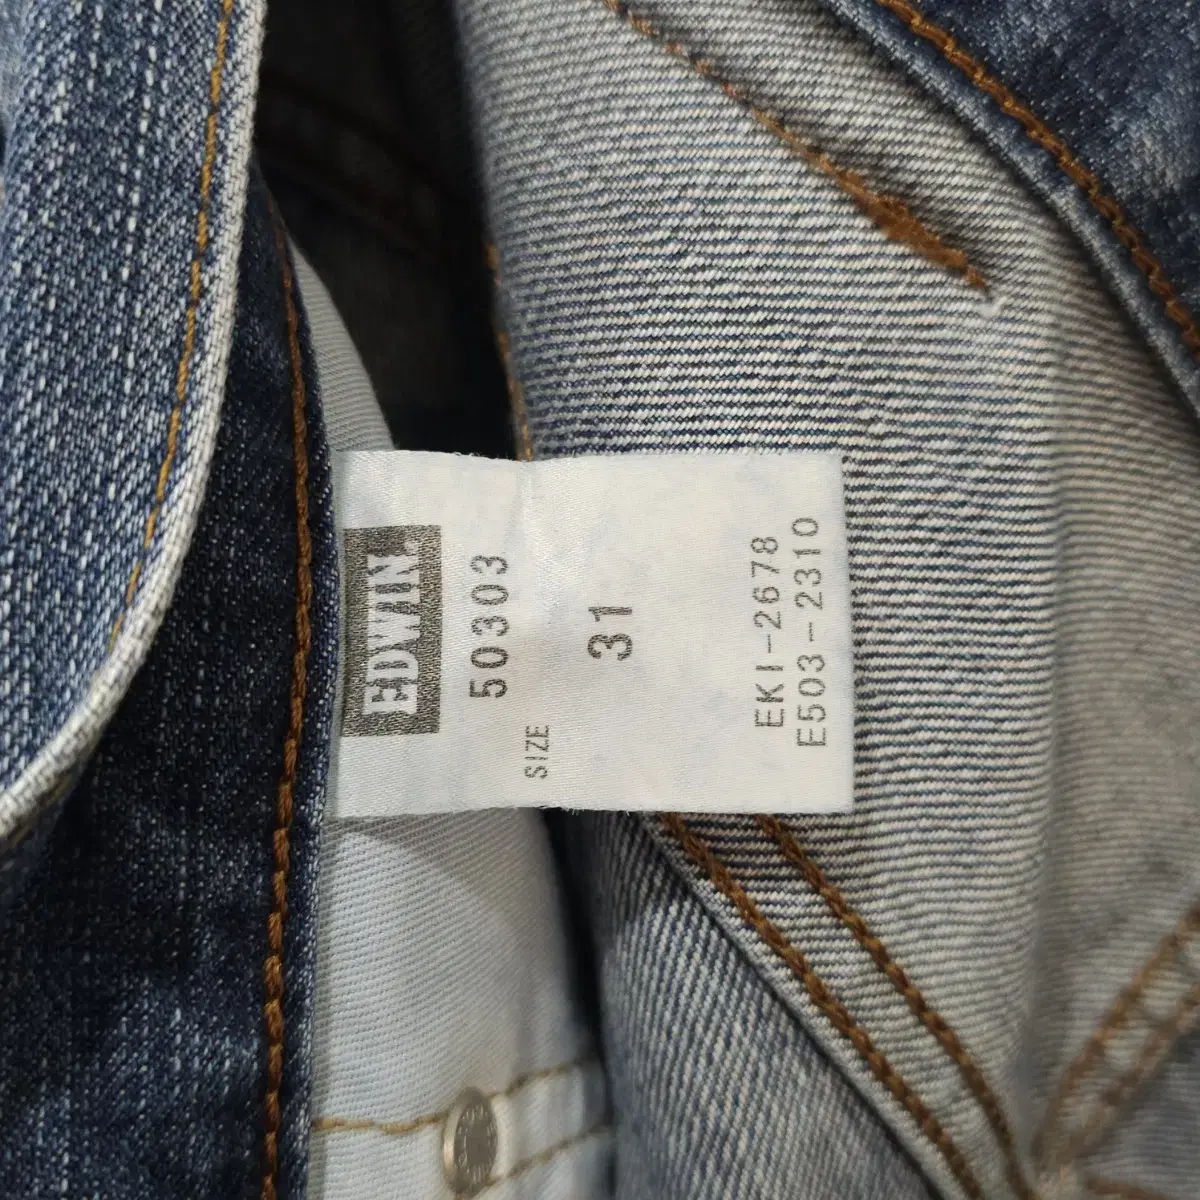 EDWIN
50303
SIZE
31
EKI-2678
E503-2310